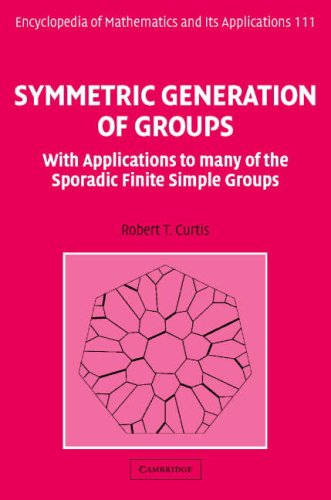 Encyclopedia of Mathematics and Its Applications 111
SYMMETRIC GENERATION
OF GROUPS
With Applications to many of the
Sporadic Finite Simple Groups
Robert T. Curtis
CAMBRIDGE